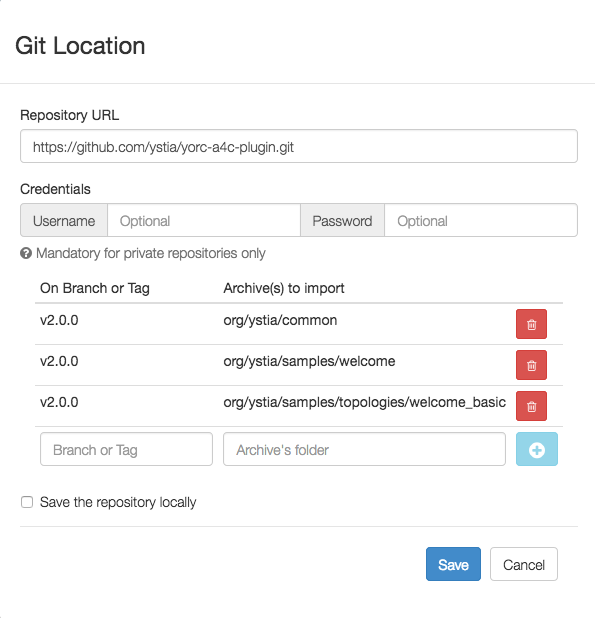 Git Location
Repository URL
https://github.com/ystia/yorc-a4c-plugin.git
Credentials
Username Optional Password Optional
Mandatory for private repositories only
On Branch or Tag Archive(s) to import
v2.0.0 org/ystia/common
v2.0.0 org/ystia/samples/welcome
v2.0.0 org/ystia/samples/topologies/welcome_basic
Branch or Tag Archive's folder
Save the repository locally
Save Cancel